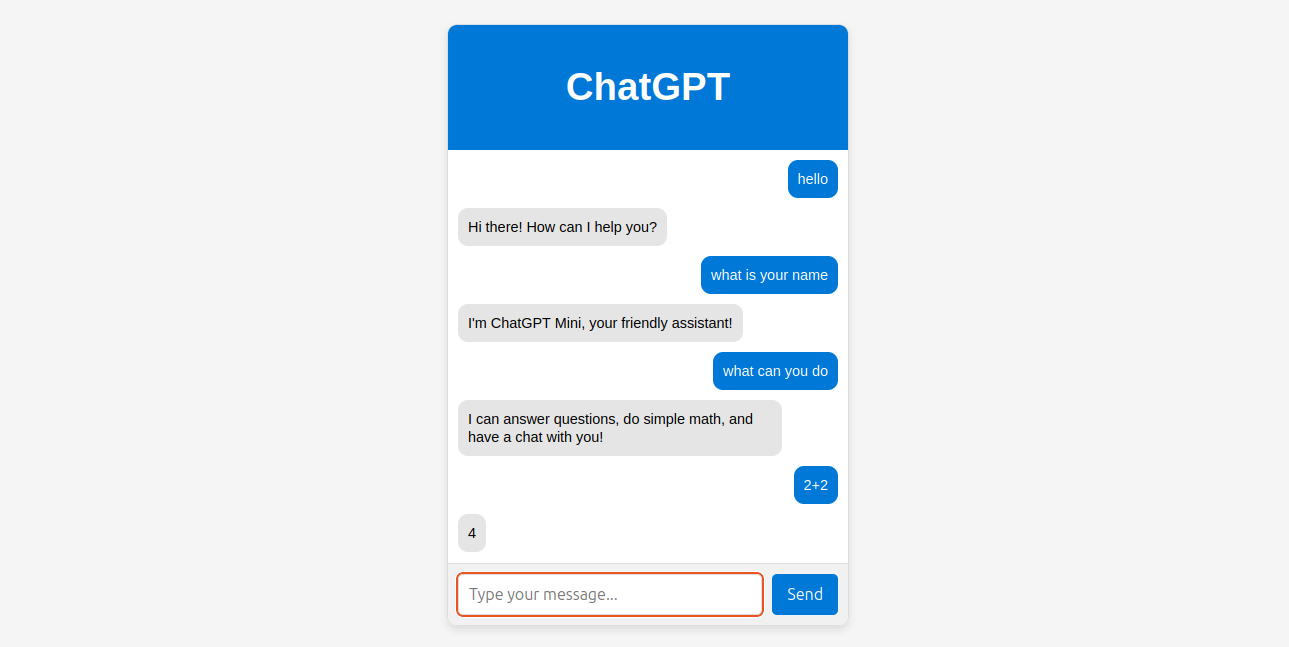 ChatGPT
hello
Hi there! How can I help you?
what is your name
I'm ChatGPT Mini, your friendly assistant!
what can you do
I can answer questions, do simple math, and
have a chat with you!
2+2
4
Type your message...
Send